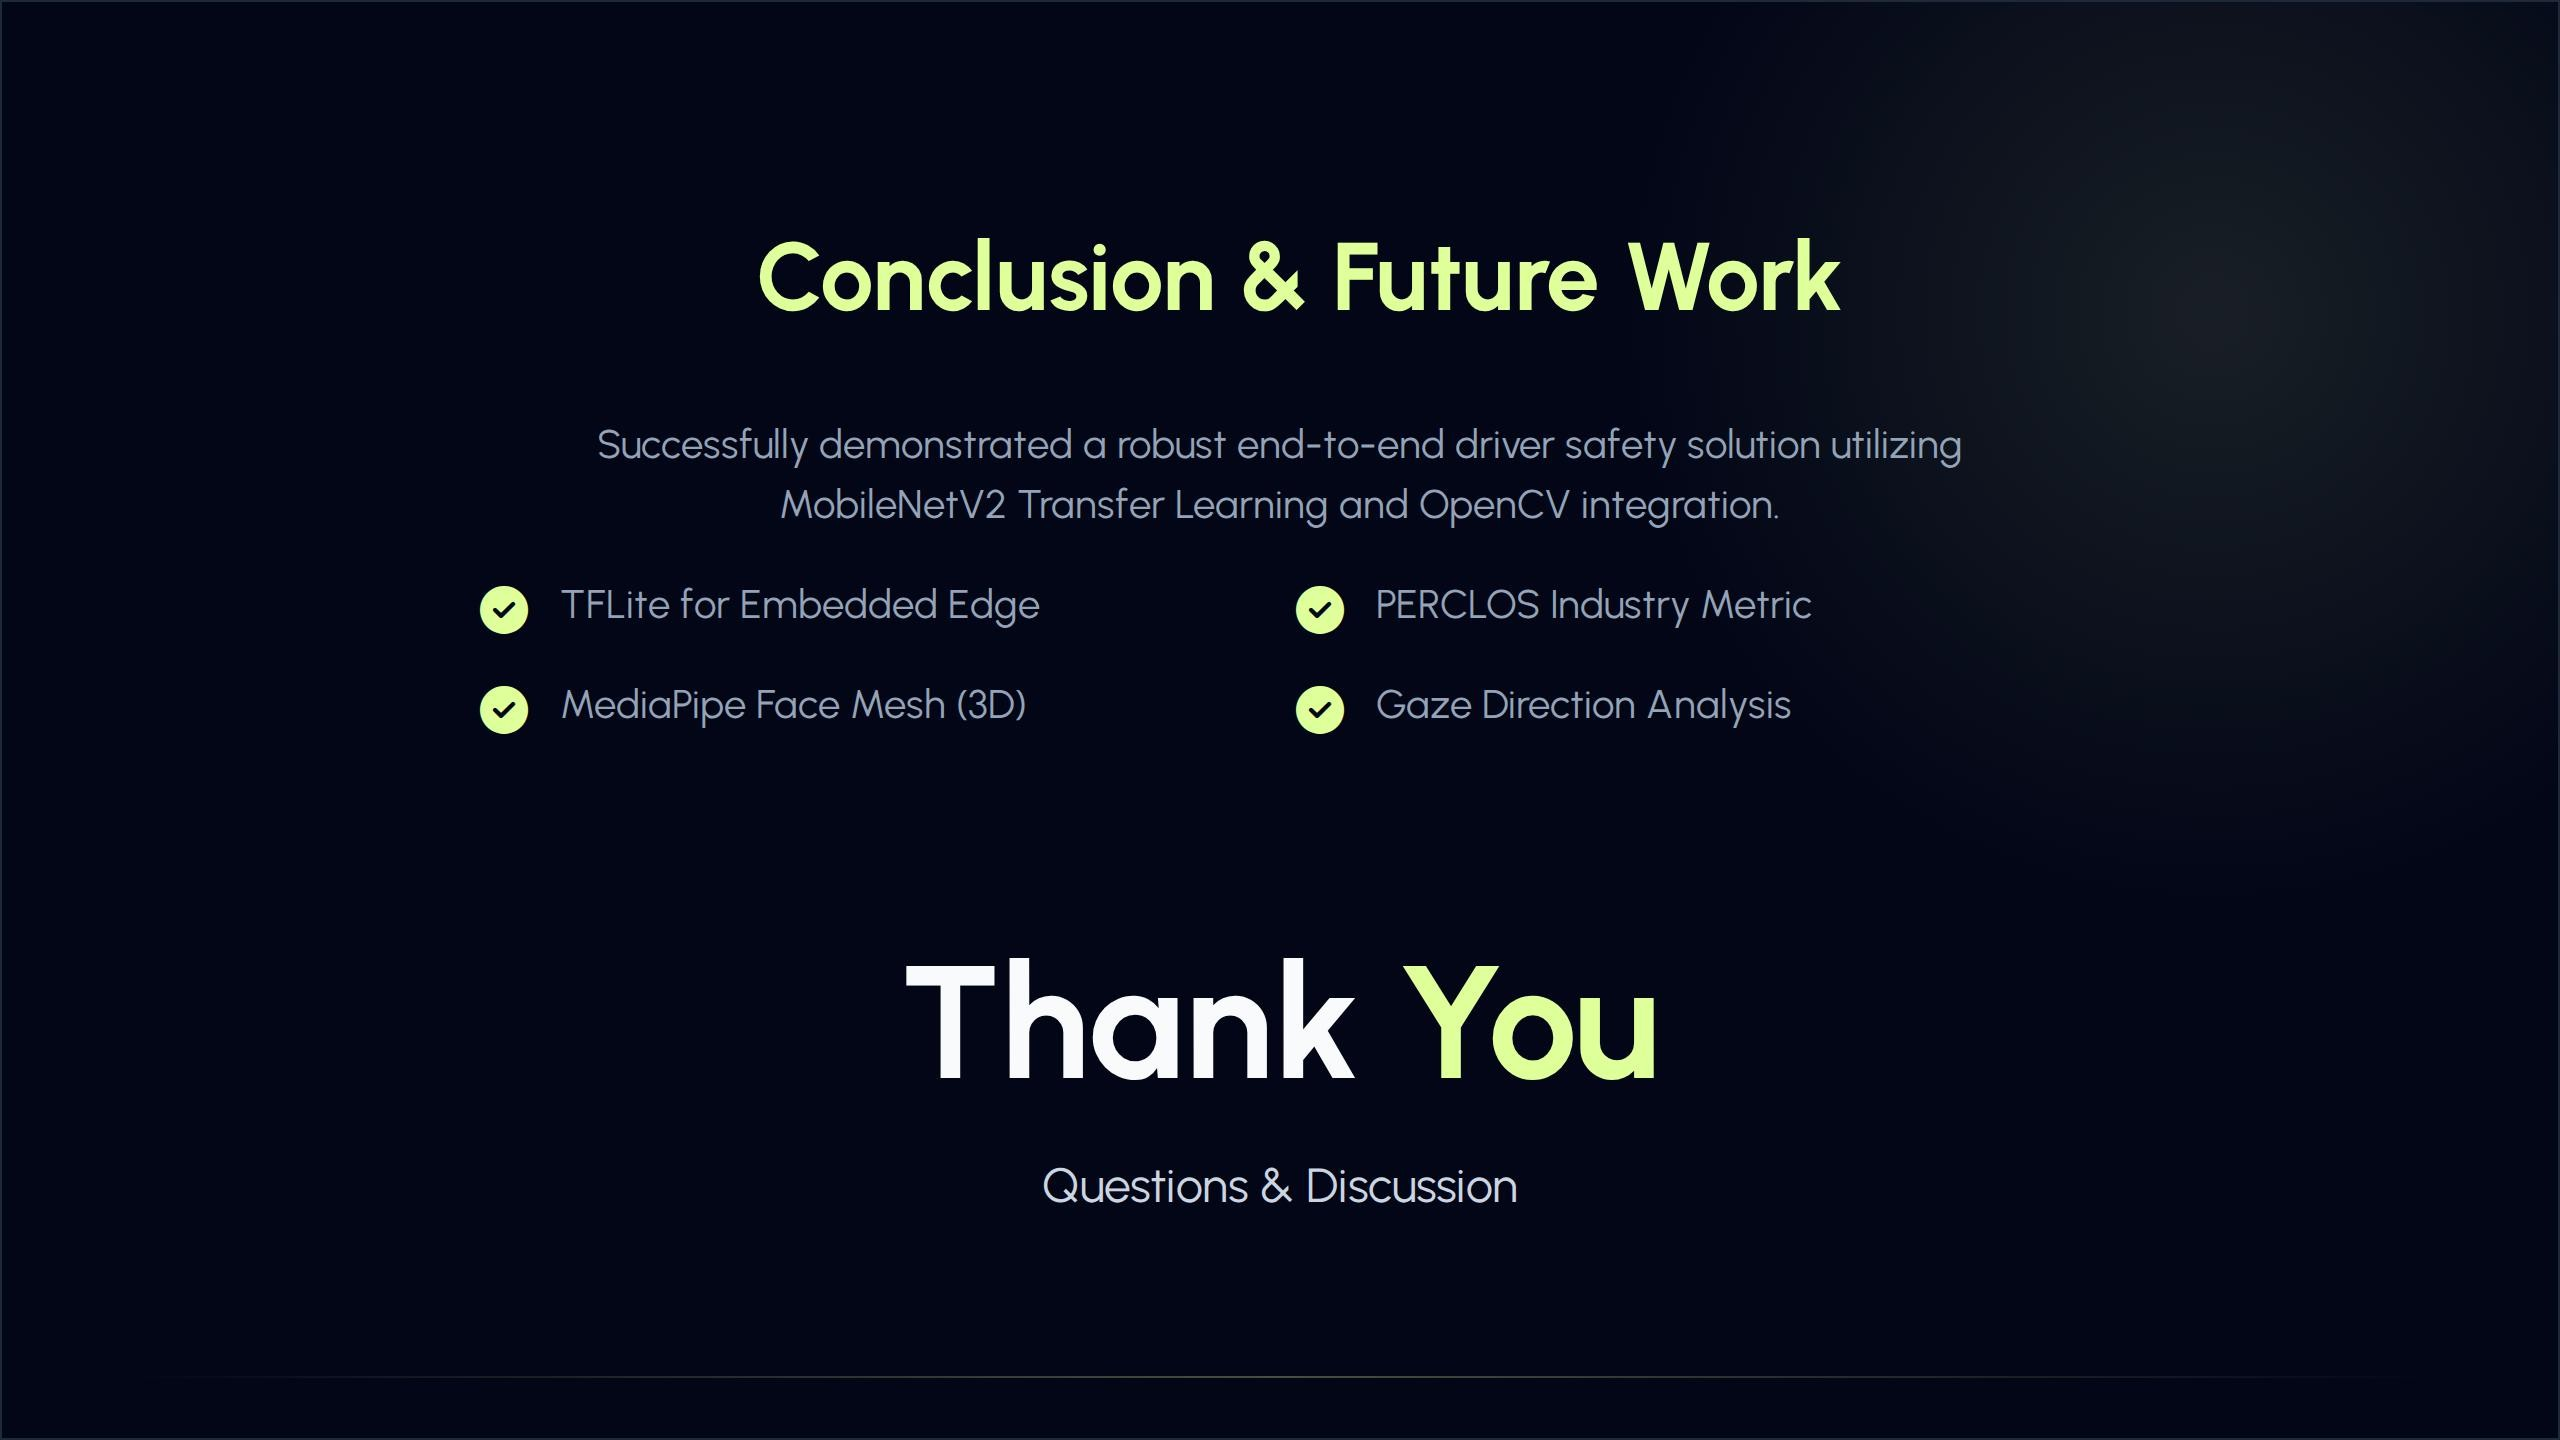 Conclusion & Future Work
Successfully demonstrated a robust end-to-end driver safety solution utilizing
MobileNetV2 Transfer Learning and OpenCV integration.
TFLite for Embedded Edge
PERCLOS Industry Metric
MediaPipe Face Mesh (3D)
Gaze Direction Analysis
Thank You
Questions & Discussion